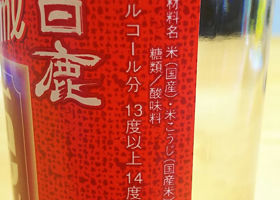 材料名 米(国産)・米こうじ(国産米
糖類/酸味料
ルコール分 13度以上 14度
白鹿